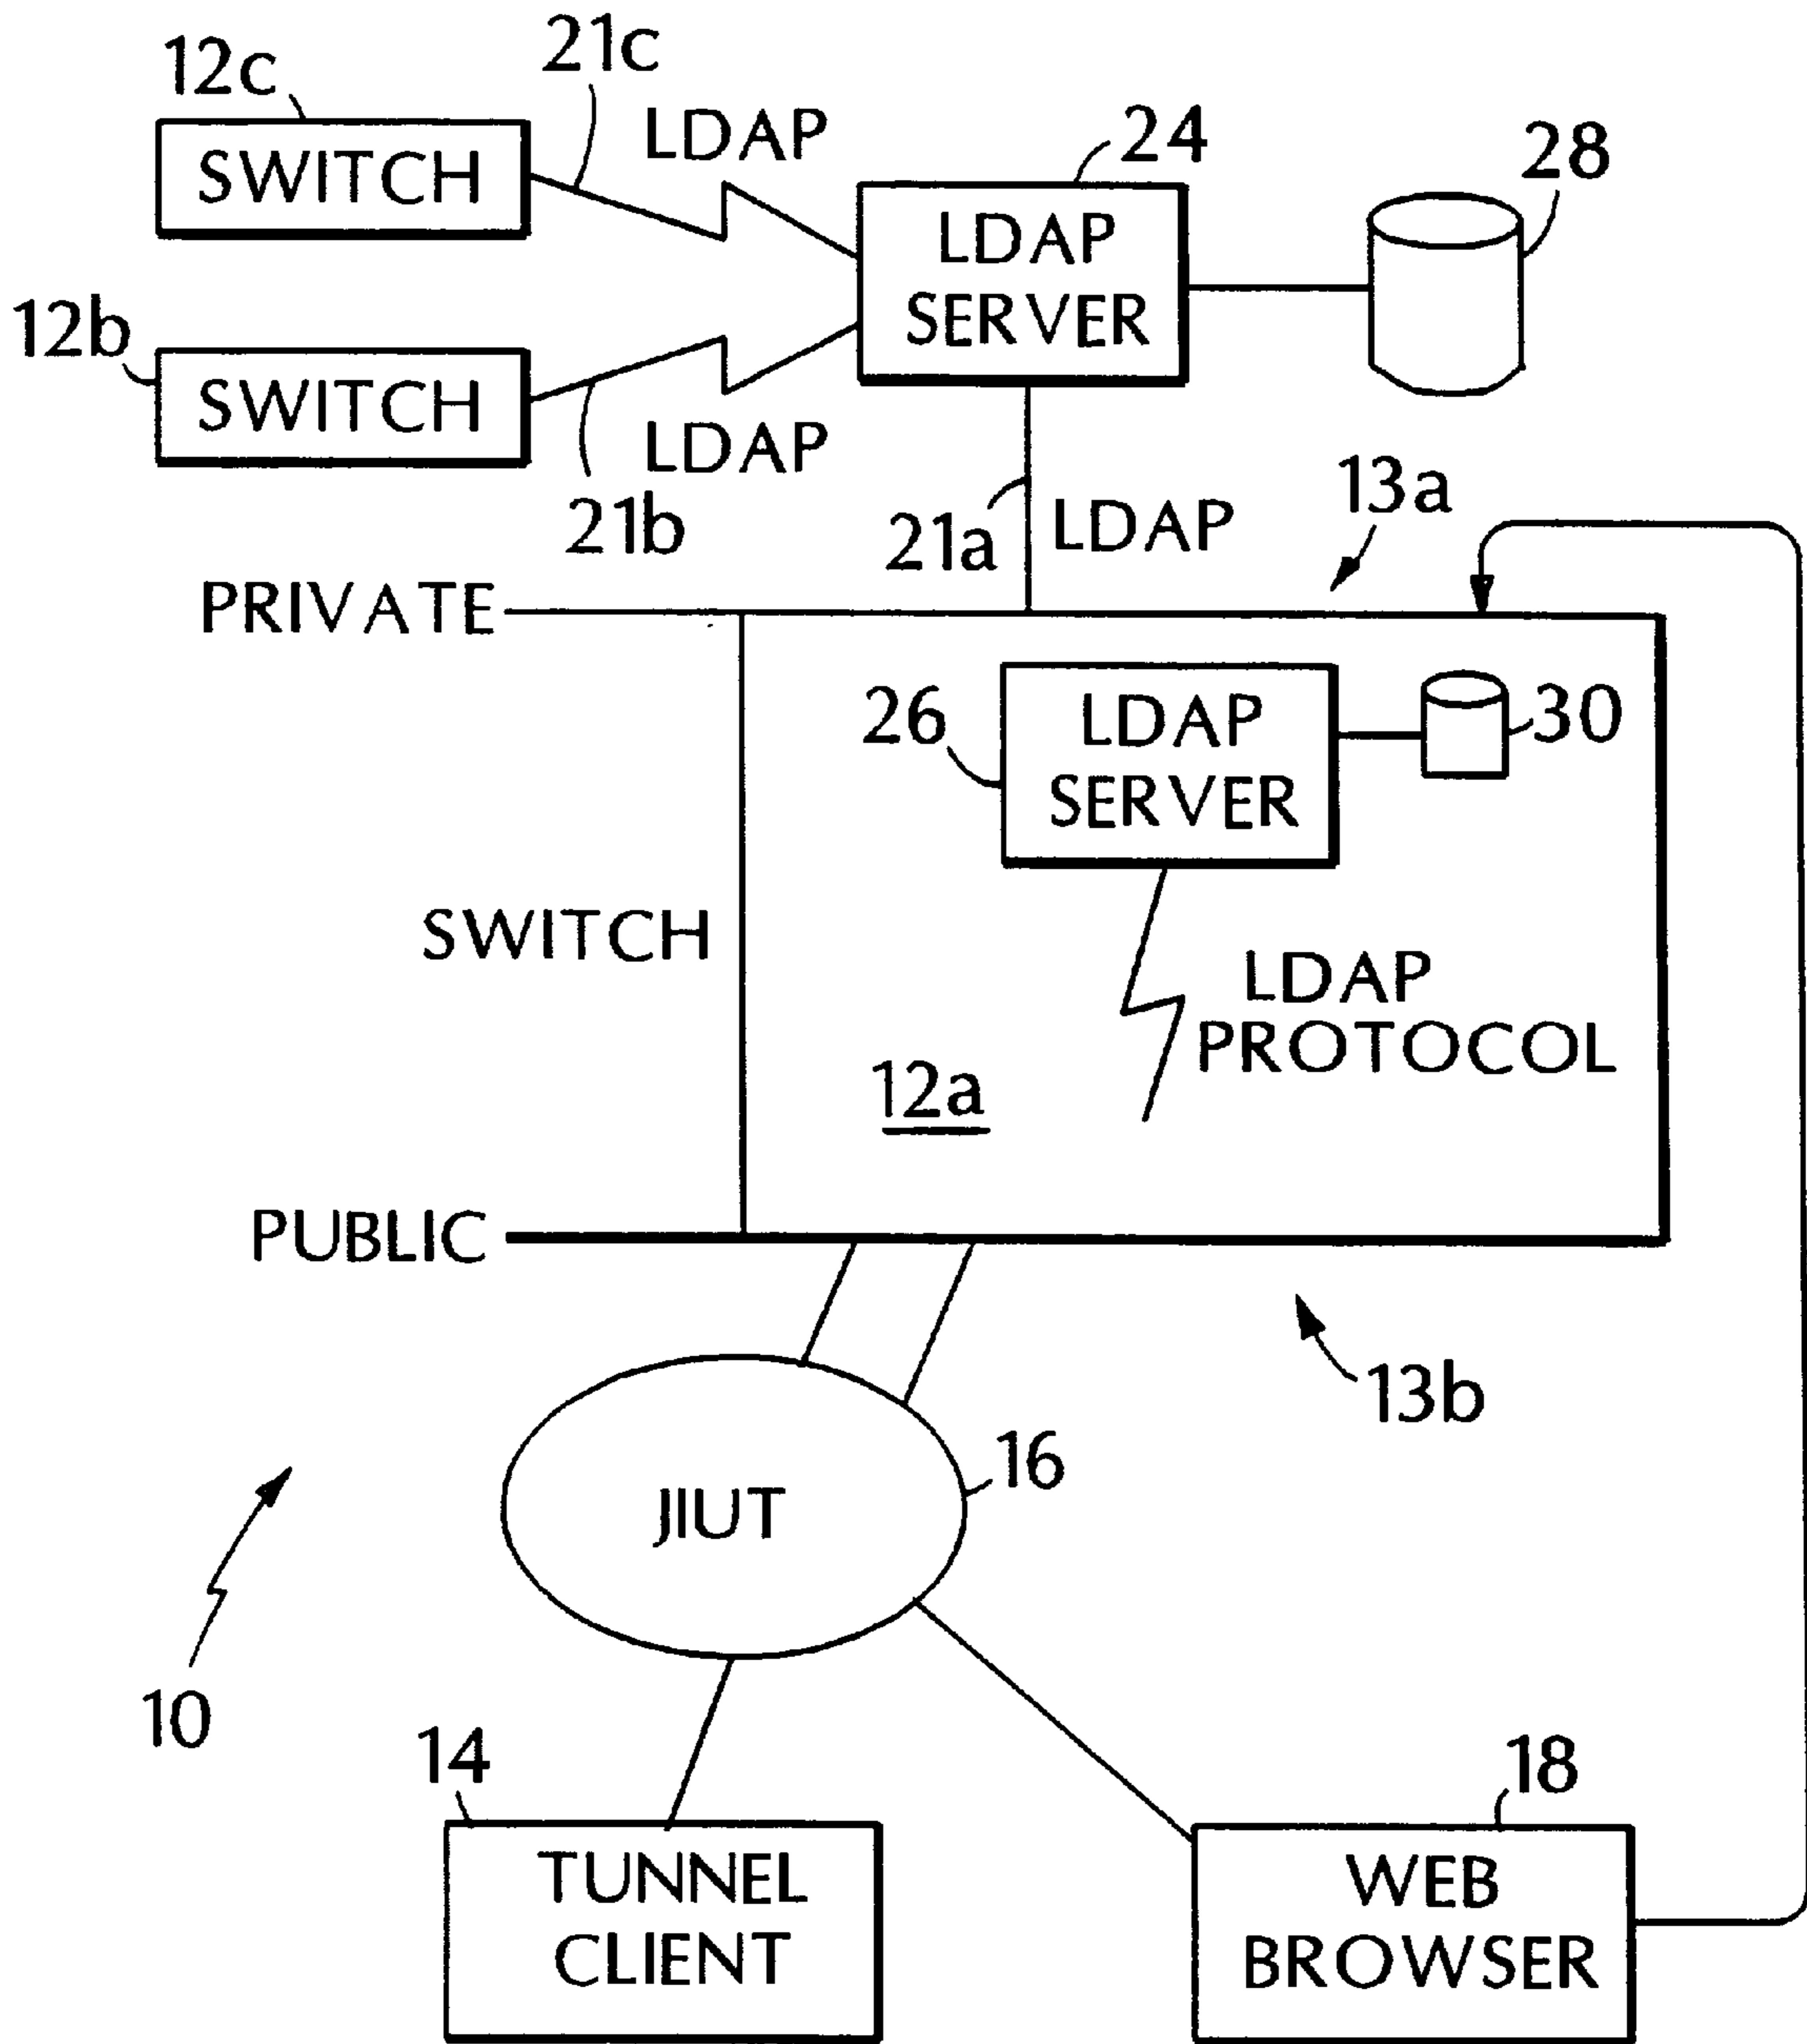 21c
12c
LDAP
SWITCH
24
28
LDAP
SERVER
12b
SWITCH
LDAP
21b
21a
LDAP
13a
PRIVATE
26
LDAP
SERVER
30
SWITCH
LDAP
PROTOCOL
12a
PUBLIC
13b
16
JIUT
10
14
18
TUNNEL
CLIENT
WEB
BROWSER